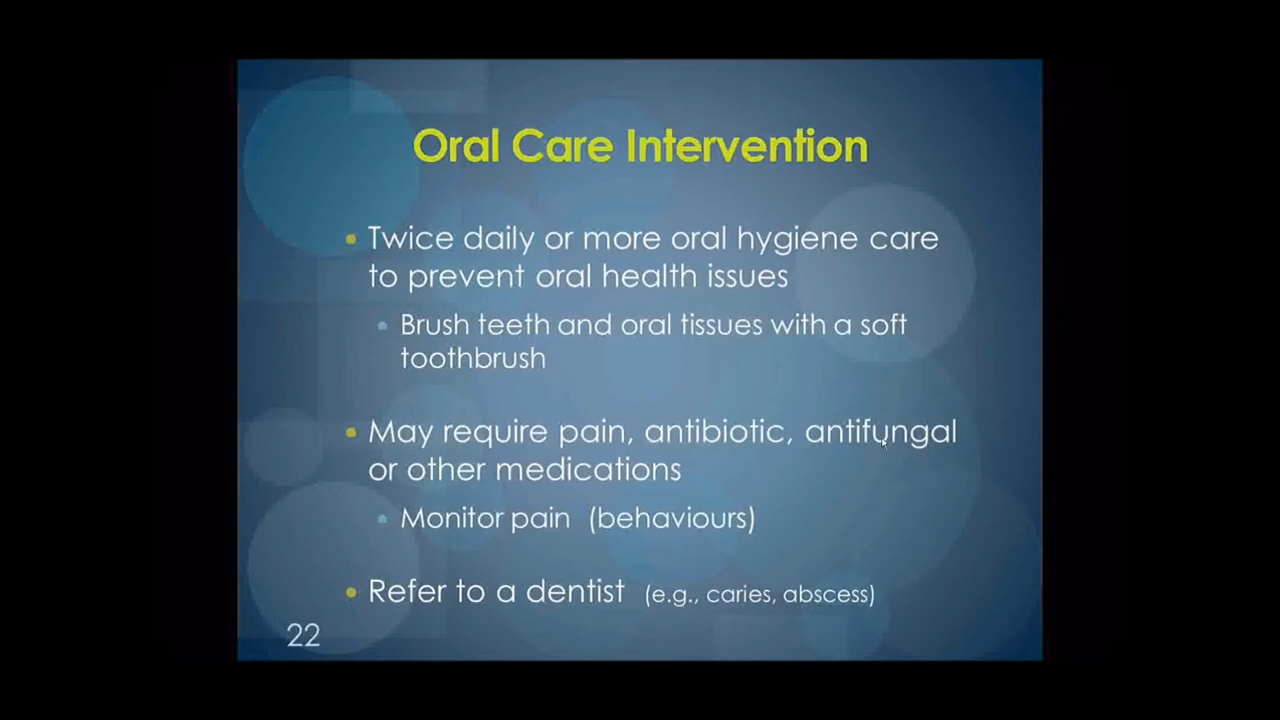 Oral Care Intervention
• Twice daily or more oral hygiene care
to prevent oral health issues
• Brush teeth and oral tissues with a soft
toothbrush
• May require pain, antibiotic, antifungal
or other medications
• Monitor pain (behaviours)
• Refer to a dentist (e.g., caries, abscess)
22